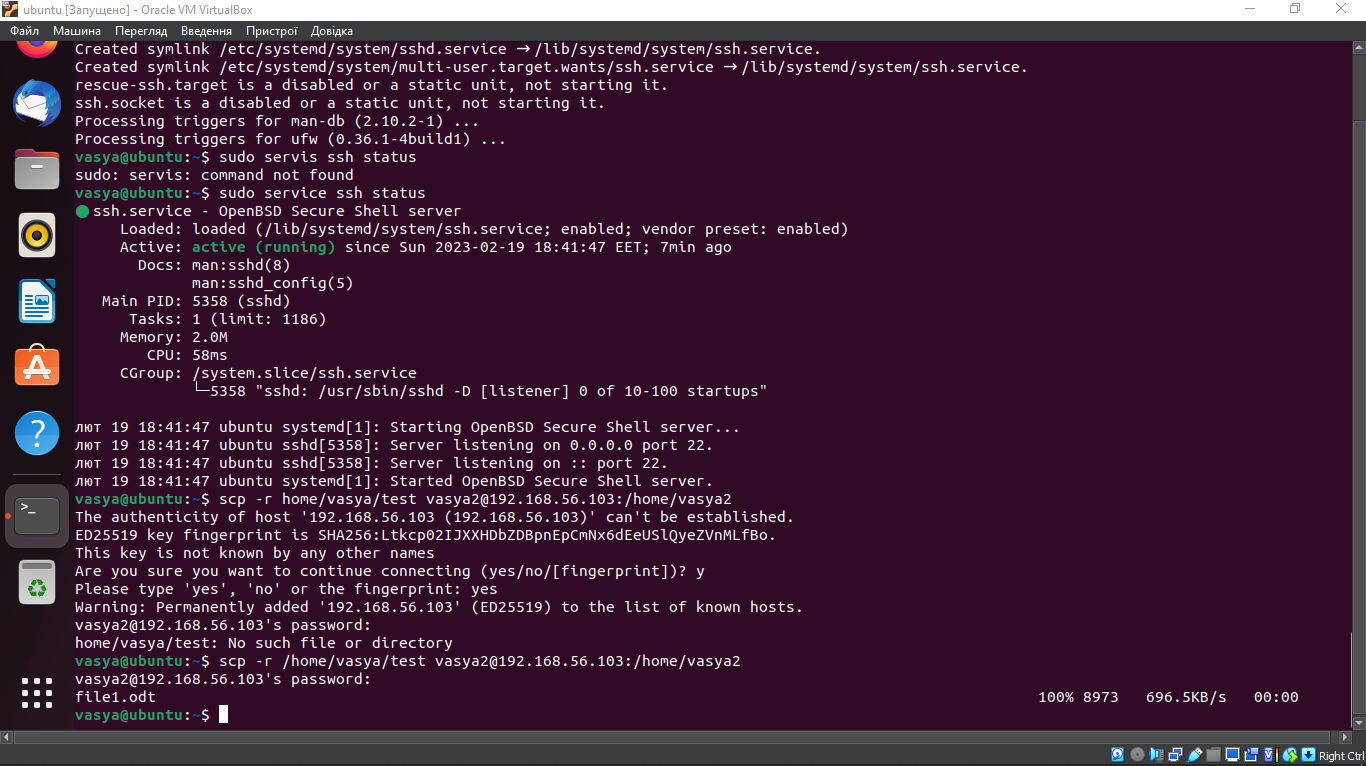 ubuntu [Запущено] - Oracle VM VirtualBox
Файл Машина Перегляд Введення Пристрої Довідка
Created symlink /etc/systemd/system/sshd.service → /lib/systemd/system/ssh.service.
Created symlink /etc/systemd/system/multi-user.target.wants/ssh.service → /lib/systemd/system/ssh.service.
rescue-ssh.target is a disabled or a static unit, not starting it.
ssh.socket is a disabled or a static unit, not starting it.
Processing triggers for man-db (2.10.2-1) ...
Processing triggers for ufw (0.36.1-4build1) ...
vasya@ubuntu:~$ sudo servis ssh status
sudo: servis: command not found
vasya@ubuntu:~$ sudo service ssh status
● ssh.service - OpenBSD Secure Shell server
Loaded: loaded (/lib/systemd/system/ssh.service; enabled; vendor preset: enabled)
Active: active (running) since Sun 2023-02-19 18:41:47 EET; 7min ago
Docs: man:sshd(8)
man:sshd_config(5)
Main PID: 5358 (sshd)
Tasks: 1 (limit: 1186)
Memory: 2.0M
CPU: 58ms
CGroup: /system.slice/ssh.service
└─5358 "sshd: /usr/sbin/sshd -D [listener] 0 of 10-100 startups"
лют 19 18:41:47 ubuntu systemd[1]: Starting OpenBSD Secure Shell server...
лют 19 18:41:47 ubuntu sshd[5358]: Server listening on 0.0.0.0 port 22.
лют 19 18:41:47 ubuntu sshd[5358]: Server listening on :: port 22.
лют 19 18:41:47 ubuntu systemd[1]: Started OpenBSD Secure Shell server.
vasya@ubuntu:~$ scp -r home/vasya/test vasya2@192.168.56.103:/home/vasya2
The authenticity of host '192.168.56.103 (192.168.56.103)' can't be established.
ED25519 key fingerprint is SHA256:Ltkcp02IJXXHDbZDBpnEpCmNx6dEeUSlQyeZVnMLfBo.
This key is not known by any other names
Are you sure you want to continue connecting (yes/no/[fingerprint])? y
Please type 'yes', 'no' or the fingerprint: yes
Warning: Permanently added '192.168.56.103' (ED25519) to the list of known hosts.
vasya2@192.168.56.103's password:
home/vasya/test: No such file or directory
vasya@ubuntu:~$ scp -r /home/vasya/test vasya2@192.168.56.103:/home/vasya2
vasya2@192.168.56.103's password:
file1.odt 100% 8973 696.5KB/s 00:00
vasya@ubuntu:~$
Right Ctrl